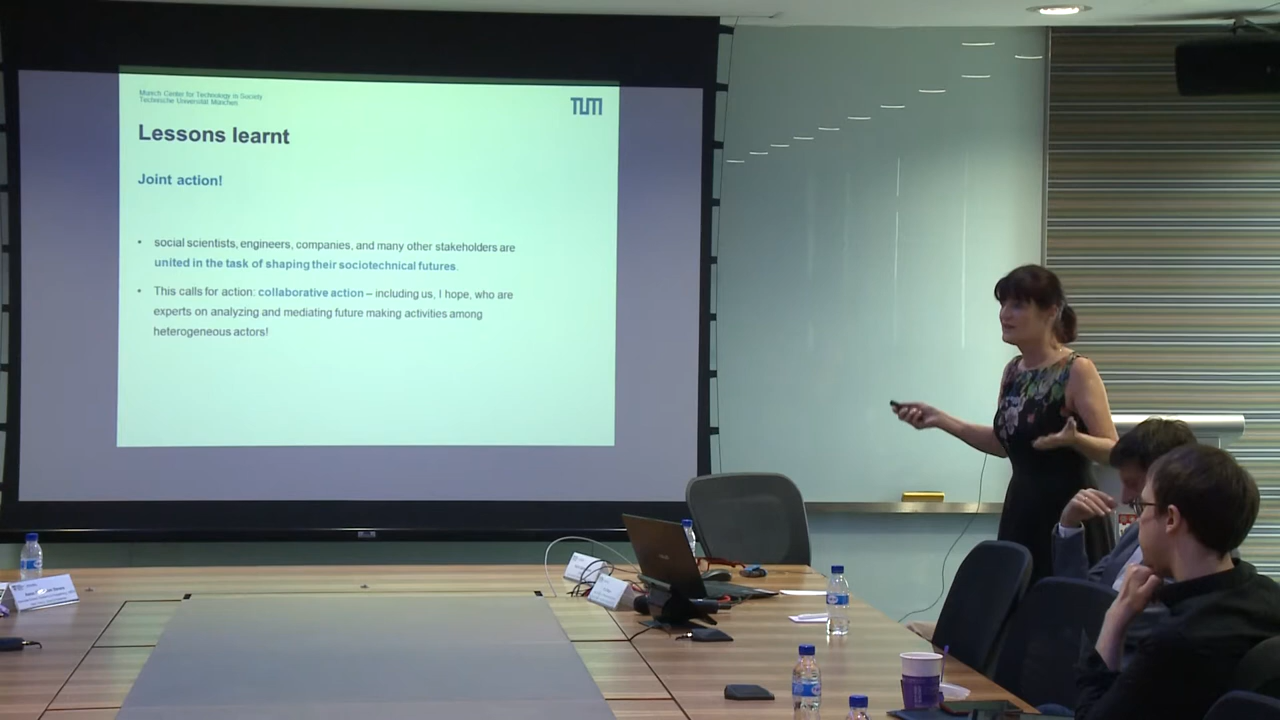 Munich Center for Technology in Society
Technische Universität München
TUM
Lessons learnt
Joint action!
• social scientists, engineers, companies, and many other stakeholders are
united in the task of shaping their sociotechnical futures.
• This calls for action: collaborative action – including us, I hope, who are
experts on analyzing and mediating future making activities among
heterogeneous actors!